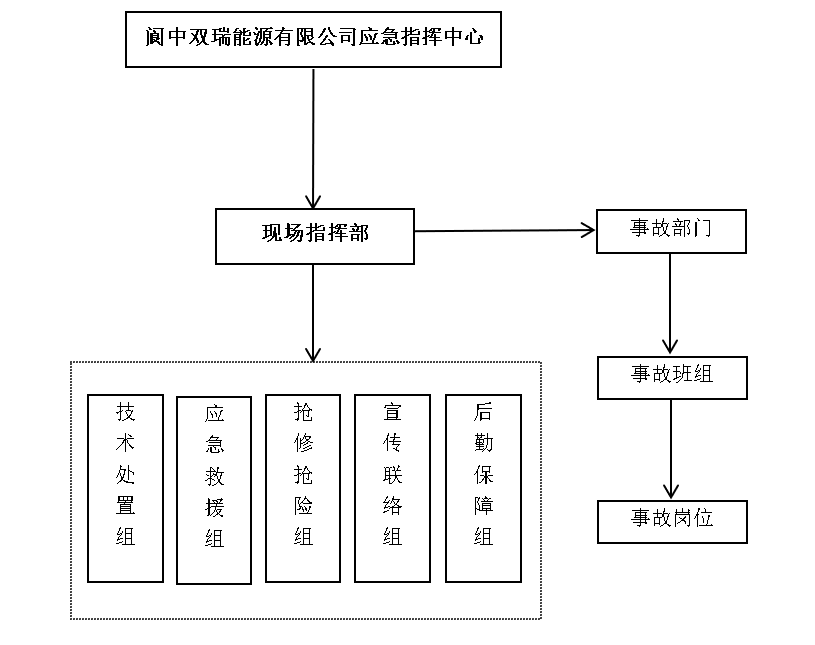 阆中双瑞能源有限公司应急指挥中心
现场指挥部
事故部门
事故班组
技术处置组
应急救援组
抢修抢险组
宣传联络组
后勤保障组
事故岗位